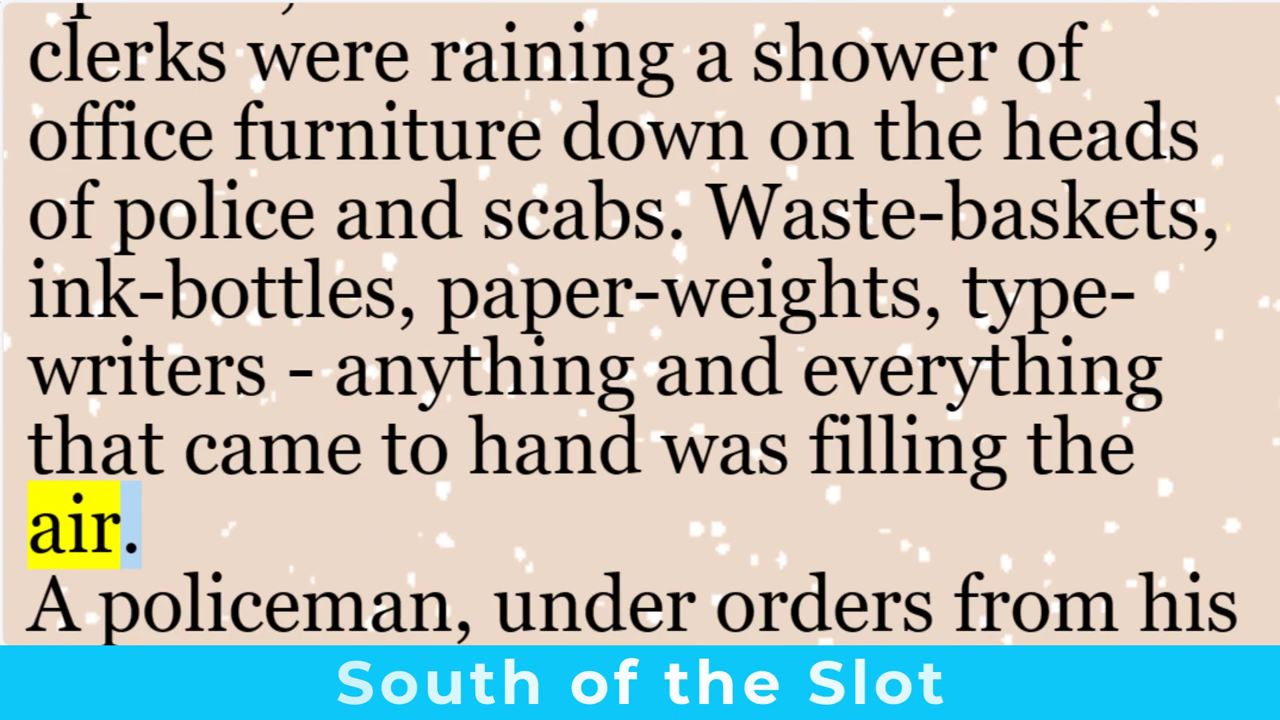 clerks were raining a shower of
office furniture down on the heads
of police and scabs. Waste-baskets,
ink-bottles, paper-weights, type-
writers - anything and everything
that came to hand was filling the
air.
A policeman, under orders from his
South of the Slot